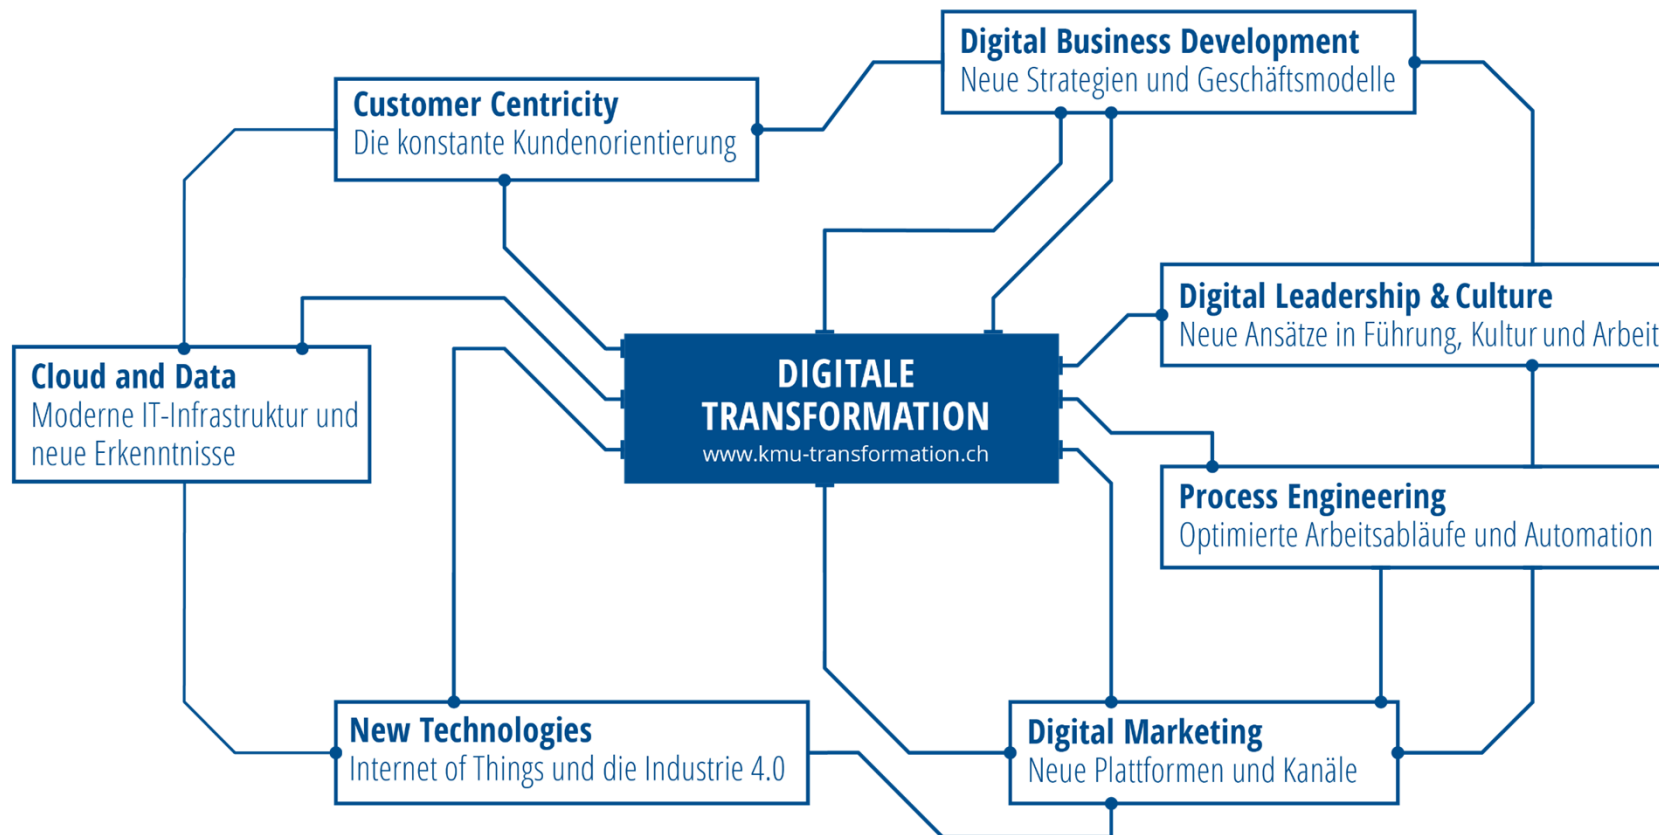 Digital Business Development
Neue Strategien und Geschäftsmodelle
Customer Centricity
Die konstante Kundenorientierung
Digital Leadership & Culture
Neue Ansätze in Führung, Kultur und Arbeit
Cloud and Data
Moderne IT-Infrastruktur und
neue Erkenntnisse
DIGITALE
TRANSFORMATION
www.kmu-transformation.ch
Process Engineering
Optimierte Arbeitsabläufe und Automation
New Technologies
Internet of Things und die Industrie 4.0
Digital Marketing
Neue Plattformen und Kanäle